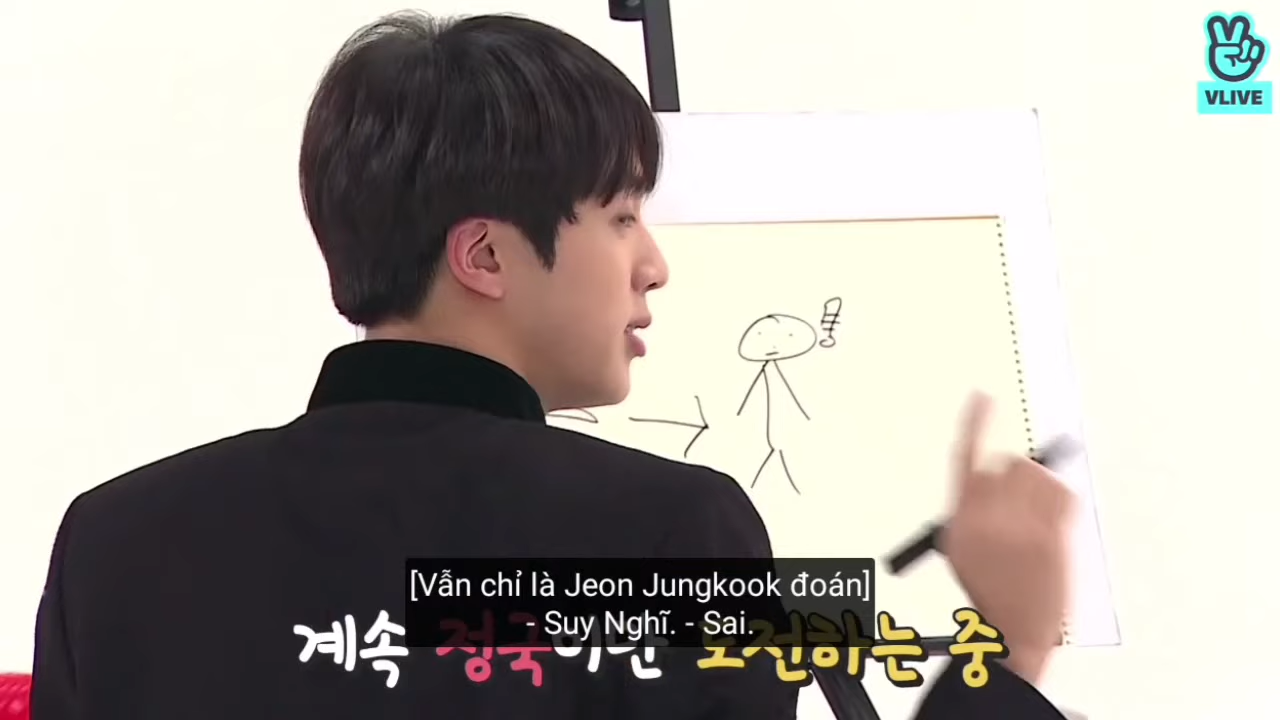 VLIVE
[Vẫn chỉ là Jeon Jungkook đoán]
- Suy Nghĩ. - Sai.
계속 정국이만 도전하는 중